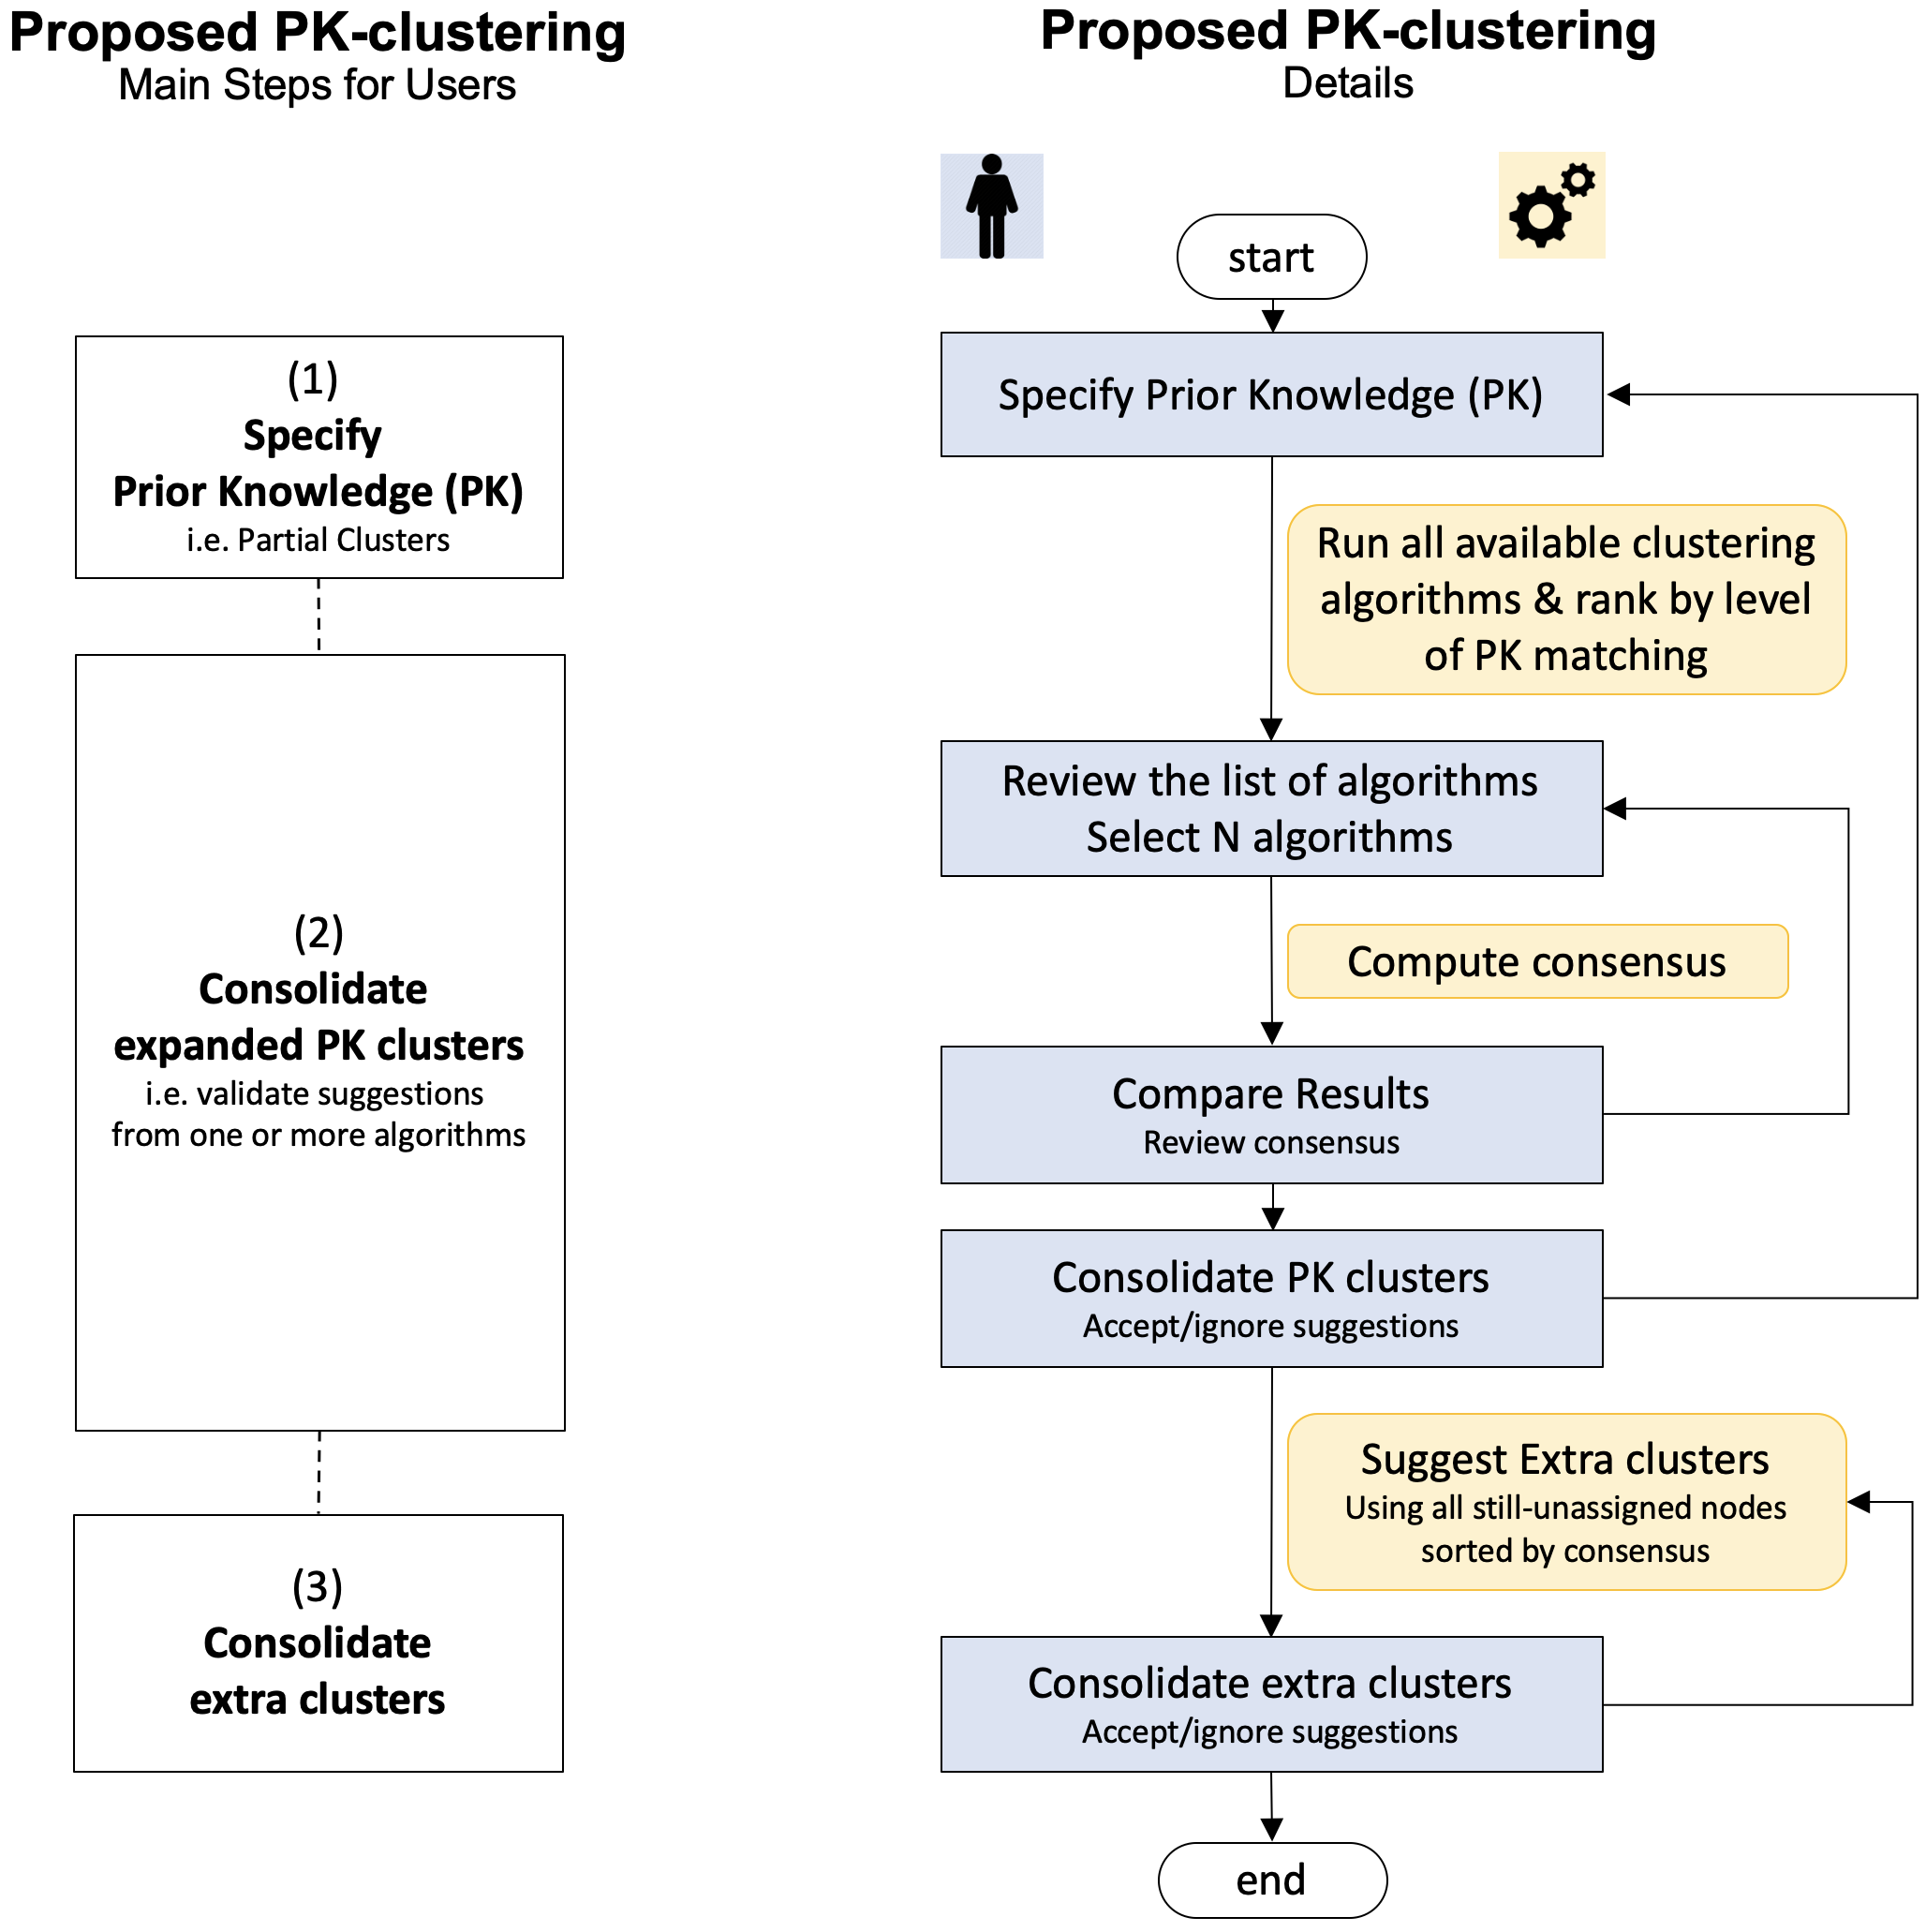 Proposed PK-clustering
Main Steps for Users
(1)
Specify
Prior Knowledge (PK)
i.e. Partial Clusters
(2)
Consolidate
expanded PK clusters
i.e. validate suggestions
from one or more algorithms
(3)
Consolidate
extra clusters
Proposed PK-clustering
Details
start
Specify Prior Knowledge (PK)
Run all available clustering
algorithms & rank by level
of PK matching
Review the list of algorithms
Select N algorithms
Compute consensus
Compare Results
Review consensus
Consolidate PK clusters
Accept/ignore suggestions
Suggest Extra clusters
Using all still-unassigned nodes
sorted by consensus
Consolidate extra clusters
Accept/ignore suggestions
end